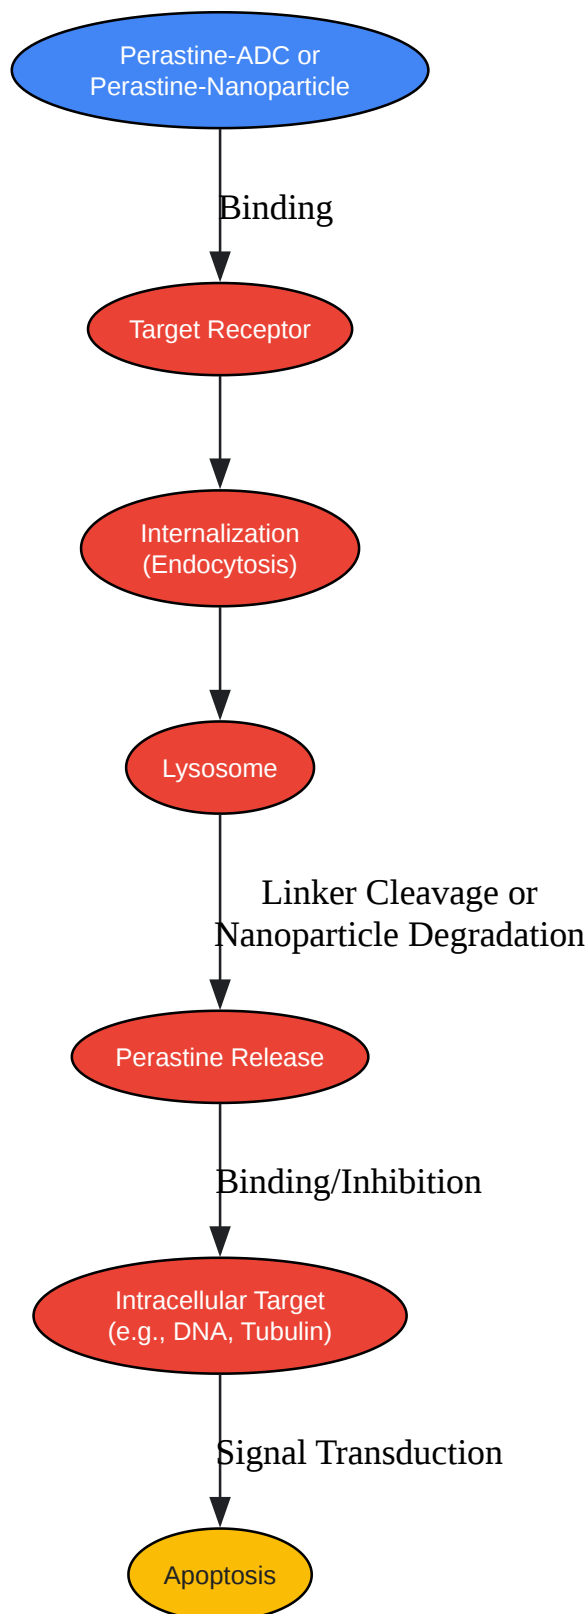 Perastine-ADC or
Perastine-Nanoparticle
Binding
Target Receptor
Internalization
(Endocytosis)
Lysosome
Linker Cleavage or
Nanoparticle Degradation
Perastine Release
Binding/Inhibition
Intracellular Target
(e.g., DNA, Tubulin)
Signal Transduction
Apoptosis